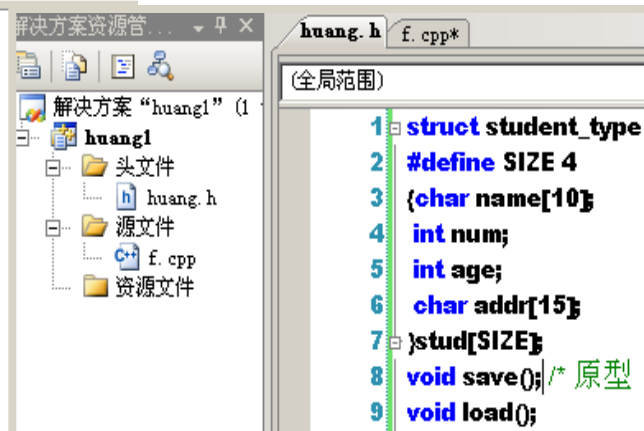 解决方案资源管...
解决方案“huang1” (1
huang1
头文件
huang.h
源文件
f.cpp
资源文件
huang.h f.cpp*
(全局范围)
1 struct student_type
2 #define SIZE 4
3 {char name[10];
4 int num;
5 int age;
6 char addr[15];
7 }stud[SIZE];
8 void save();/* 原型
9 void load();